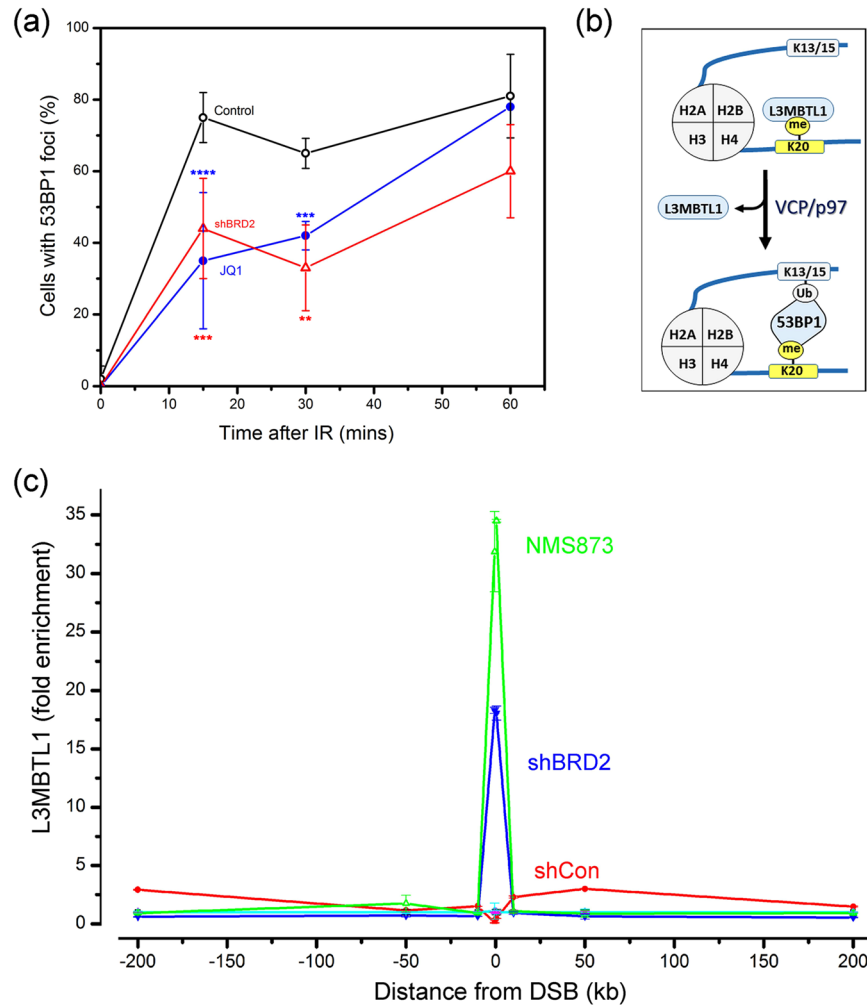 (a)
100
80
60
40
20
0
Cells with 53BP1 foci (%)
Control
****
shBRD2
***
JQ1
***
**
0 10 20 30 40 50 60
Time after IR (mins)
(b)
K13/15
H2A H2B
H3 H4
L3MBTL1
me
K20
L3MBTL1
VCP/p97
K13/15
Ub
53BP1
H2A H2B
H3 H4
me
K20
(c)
35
30
25
20
15
10
5
0
L3MBTL1 (fold enrichment)
NMS873
shBRD2
shCon
-200 -150 -100 -50 0 50 100 150 200
Distance from DSB (kb)